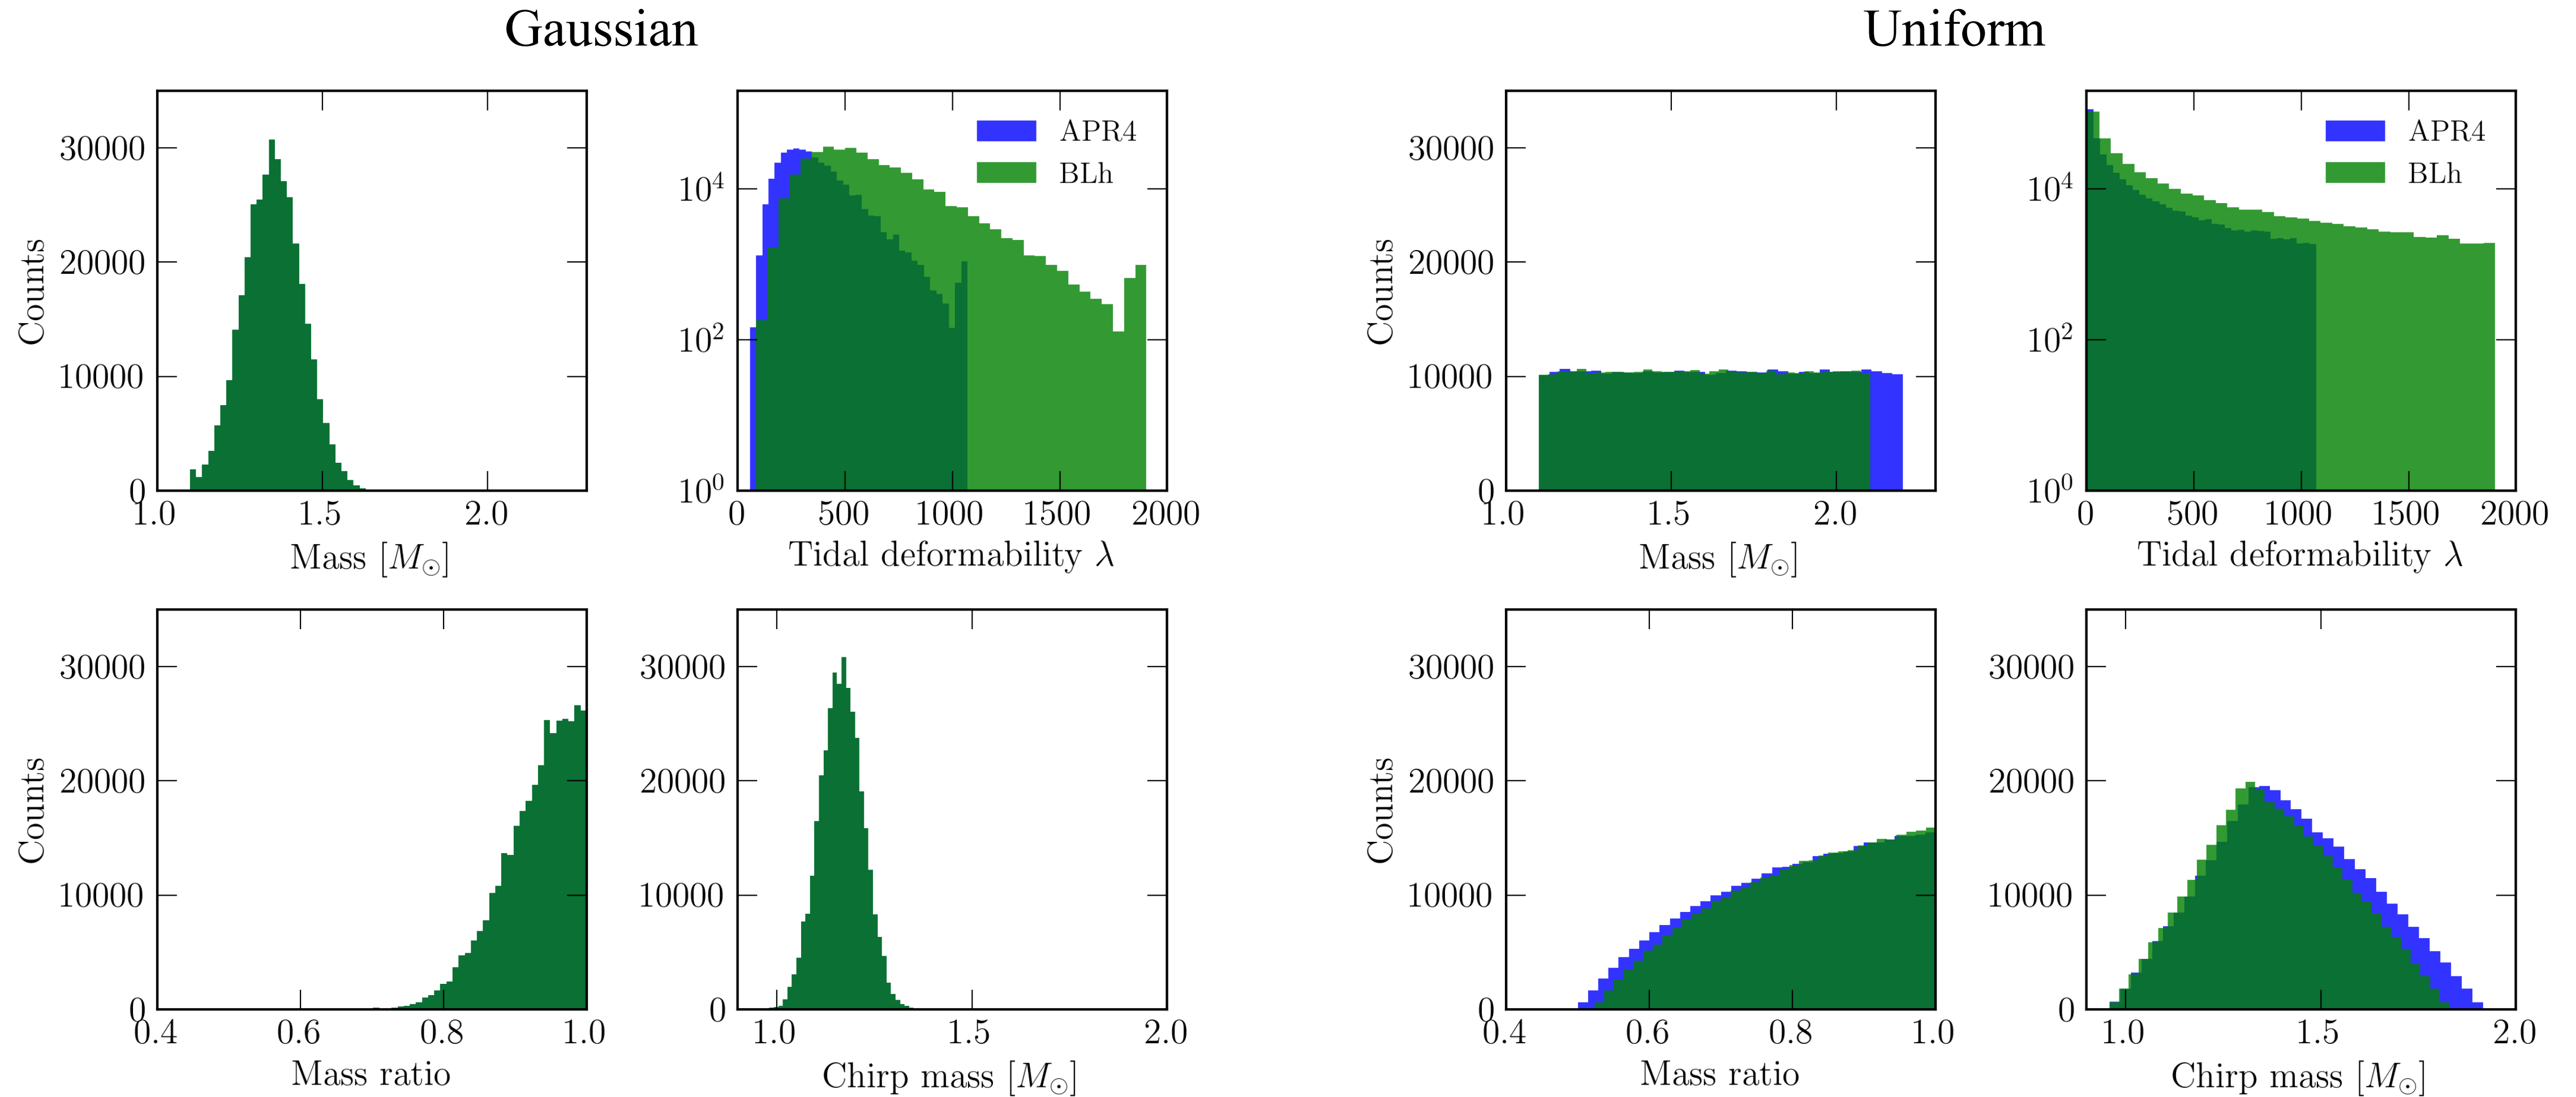 Gaussian
Uniform
30000
20000
10000
0
Counts
1.0 1.5 2.0
Mass [M⊙]
10⁴
10²
10⁰
APR4
BLh
0 500 1000 1500 2000
Tidal deformability λ
30000
20000
10000
0
Counts
1.0 1.5 2.0
Mass [M⊙]
10⁴
10²
10⁰
APR4
BLh
0 500 1000 1500 2000
Tidal deformability λ
30000
20000
10000
0
Counts
0.4 0.6 0.8 1.0
Mass ratio
30000
20000
10000
0
1.0 1.5 2.0
Chirp mass [M⊙]
30000
20000
10000
0
Counts
0.4 0.6 0.8 1.0
Mass ratio
30000
20000
10000
0
1.0 1.5 2.0
Chirp mass [M⊙]